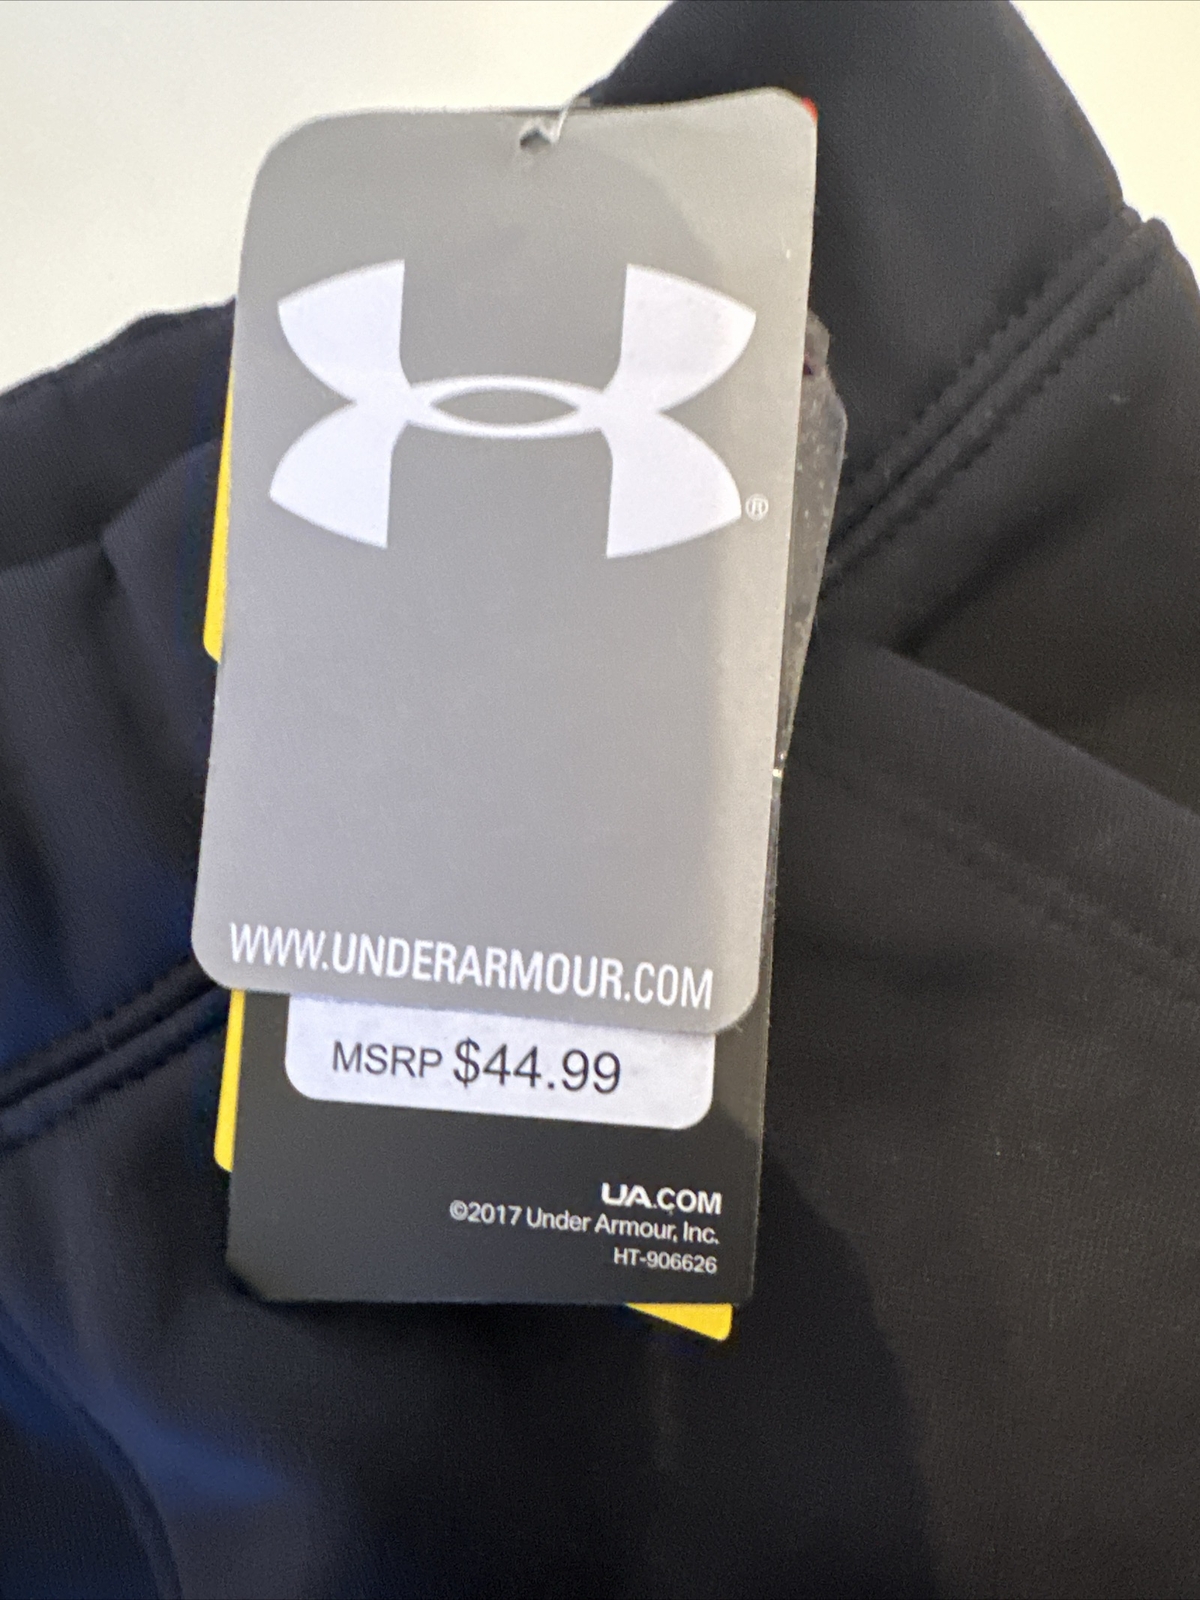 ®
WWW.UNDERARMOUR.COM
MSRP $44.99
UA.COM
©2017 Under Armour, Inc.
HT-906626